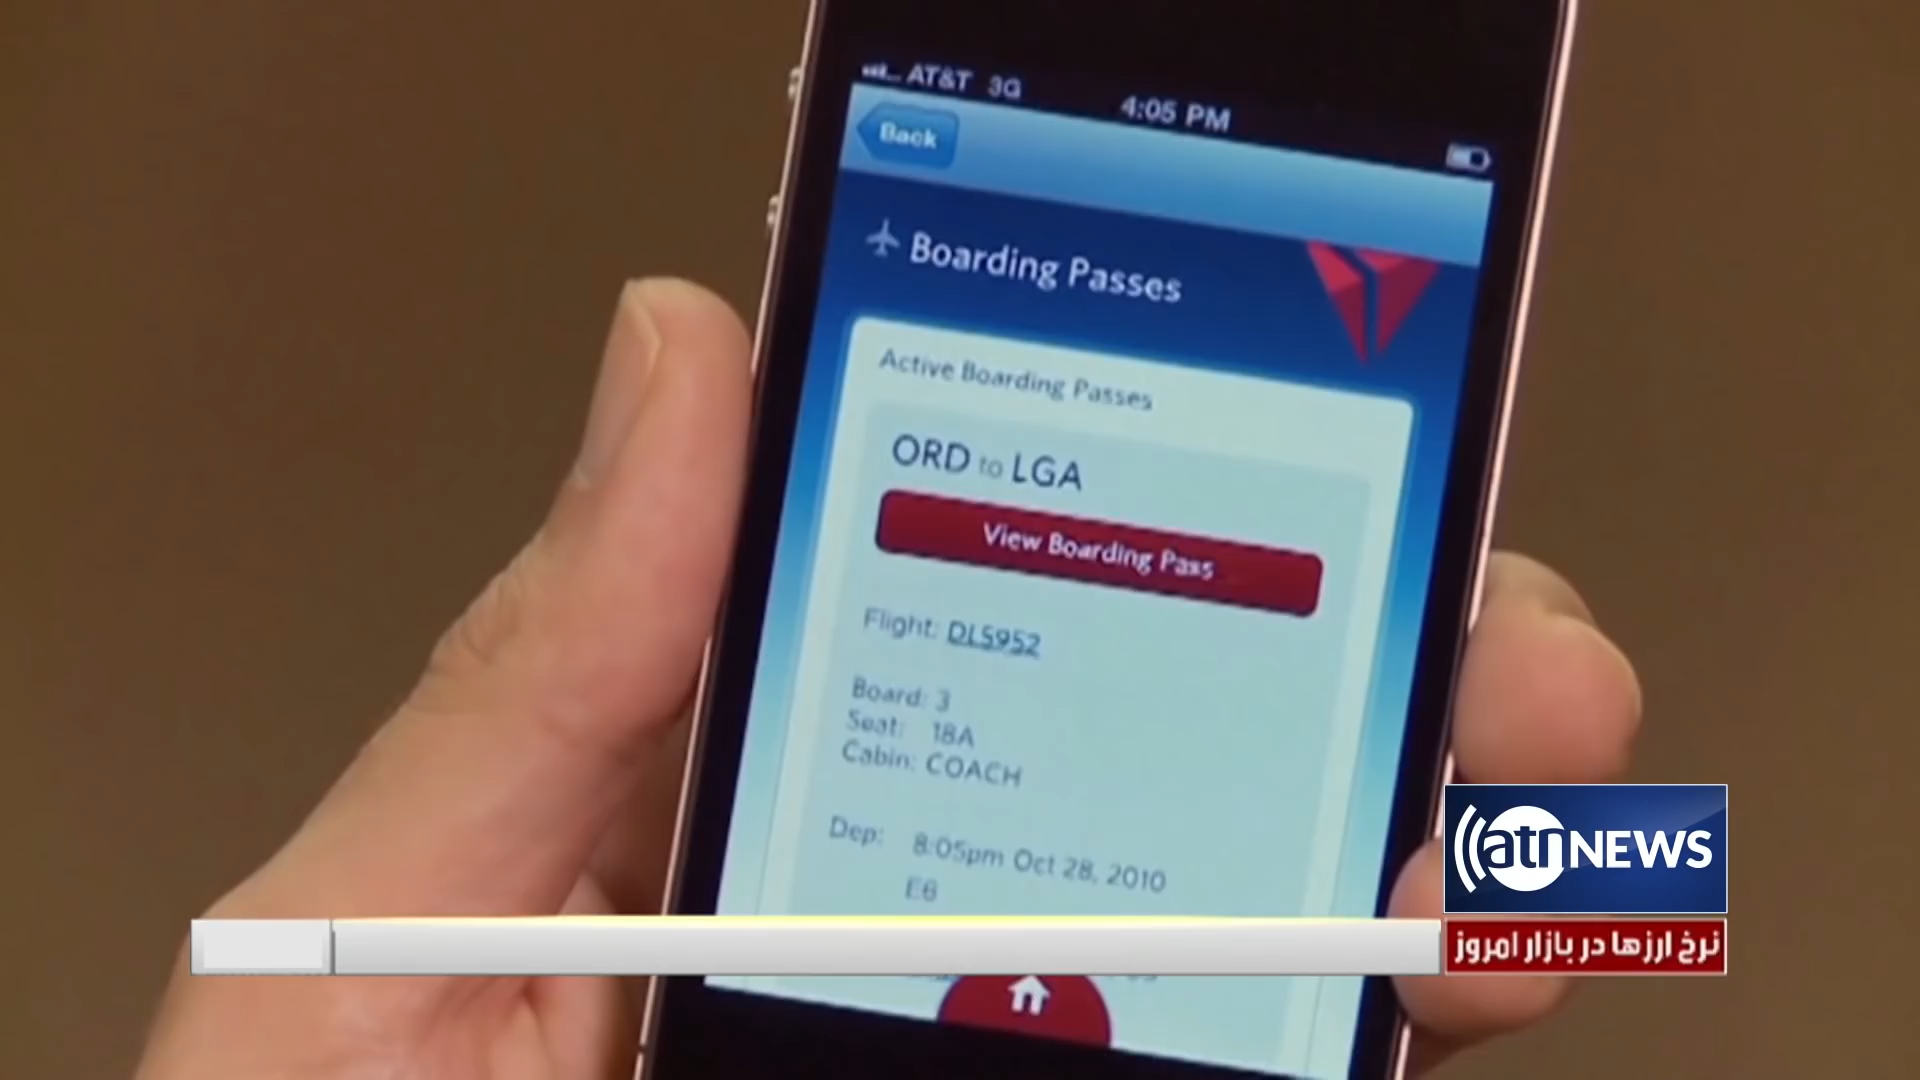 AT&T 3G
4:05 PM
Back
Boarding Passes
Active Boarding Passes
ORD to LGA
View Boarding Pass
Flight: DL5952
Board: 3
Seat: 18A
Cabin: COACH
Dep: 8:05pm Oct 28, 2010
E6
atn NEWS
نرخ ارزها در بازار امروز